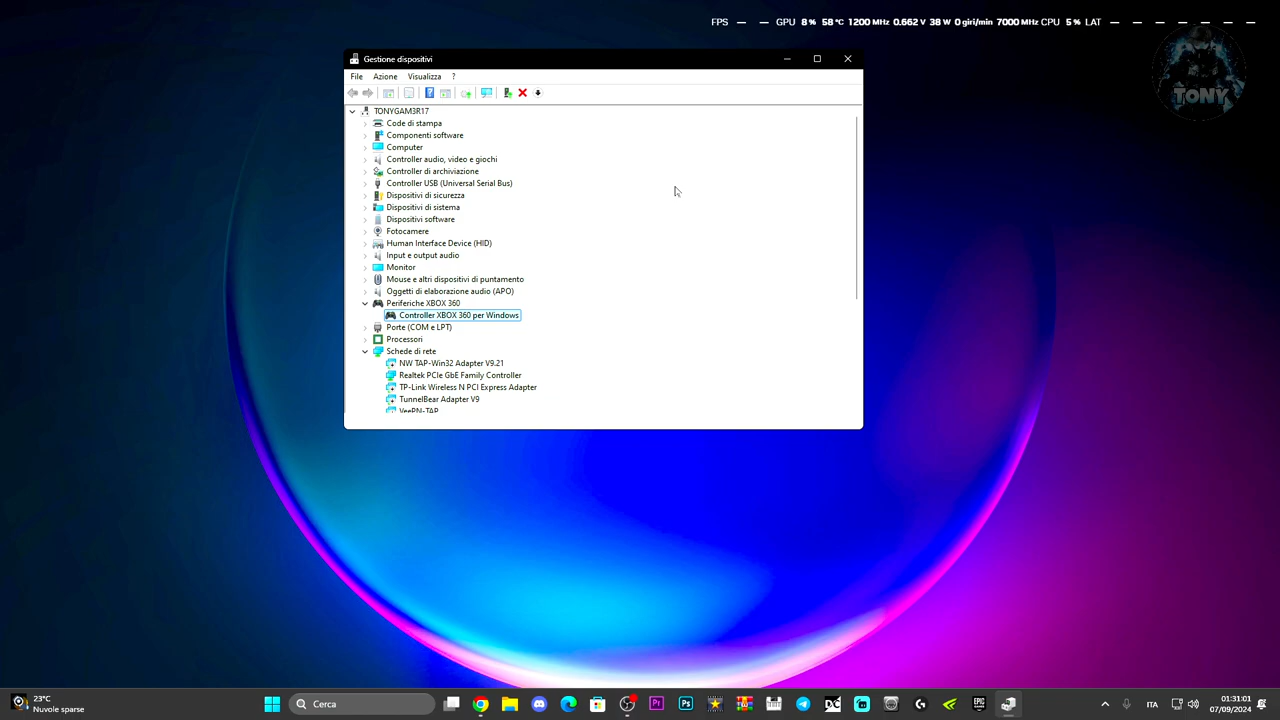 FPS — — GPU 8 % 58 °C 1200 MHz 0.662 V 38 W 0 giri/min 7000 MHz CPU 5 % LAT — — — — — —
TONY
Gestione dispositivi
File Azione Visualizza ?
TONYGAM3R17
Code di stampa
Componenti software
Computer
Controller audio, video e giochi
Controller di archiviazione
Controller USB (Universal Serial Bus)
Dispositivi di sicurezza
Dispositivi di sistema
Dispositivi software
Fotocamere
Human Interface Device (HID)
Input e output audio
Monitor
Mouse e altri dispositivi di puntamento
Oggetti di elaborazione audio (APO)
Periferiche XBOX 360
Controller XBOX 360 per Windows
Porte (COM e LPT)
Processori
Schede di rete
NW TAP-Win32 Adapter V9.21
Realtek PCIe GbE Family Controller
TP-Link Wireless N PCI Express Adapter
TunnelBear Adapter V9
VeePN-TAP
23°C
Nuvole sparse
Cerca
Pr
Ps
DC
EPIC
ITA
01:31:01
07/09/2024